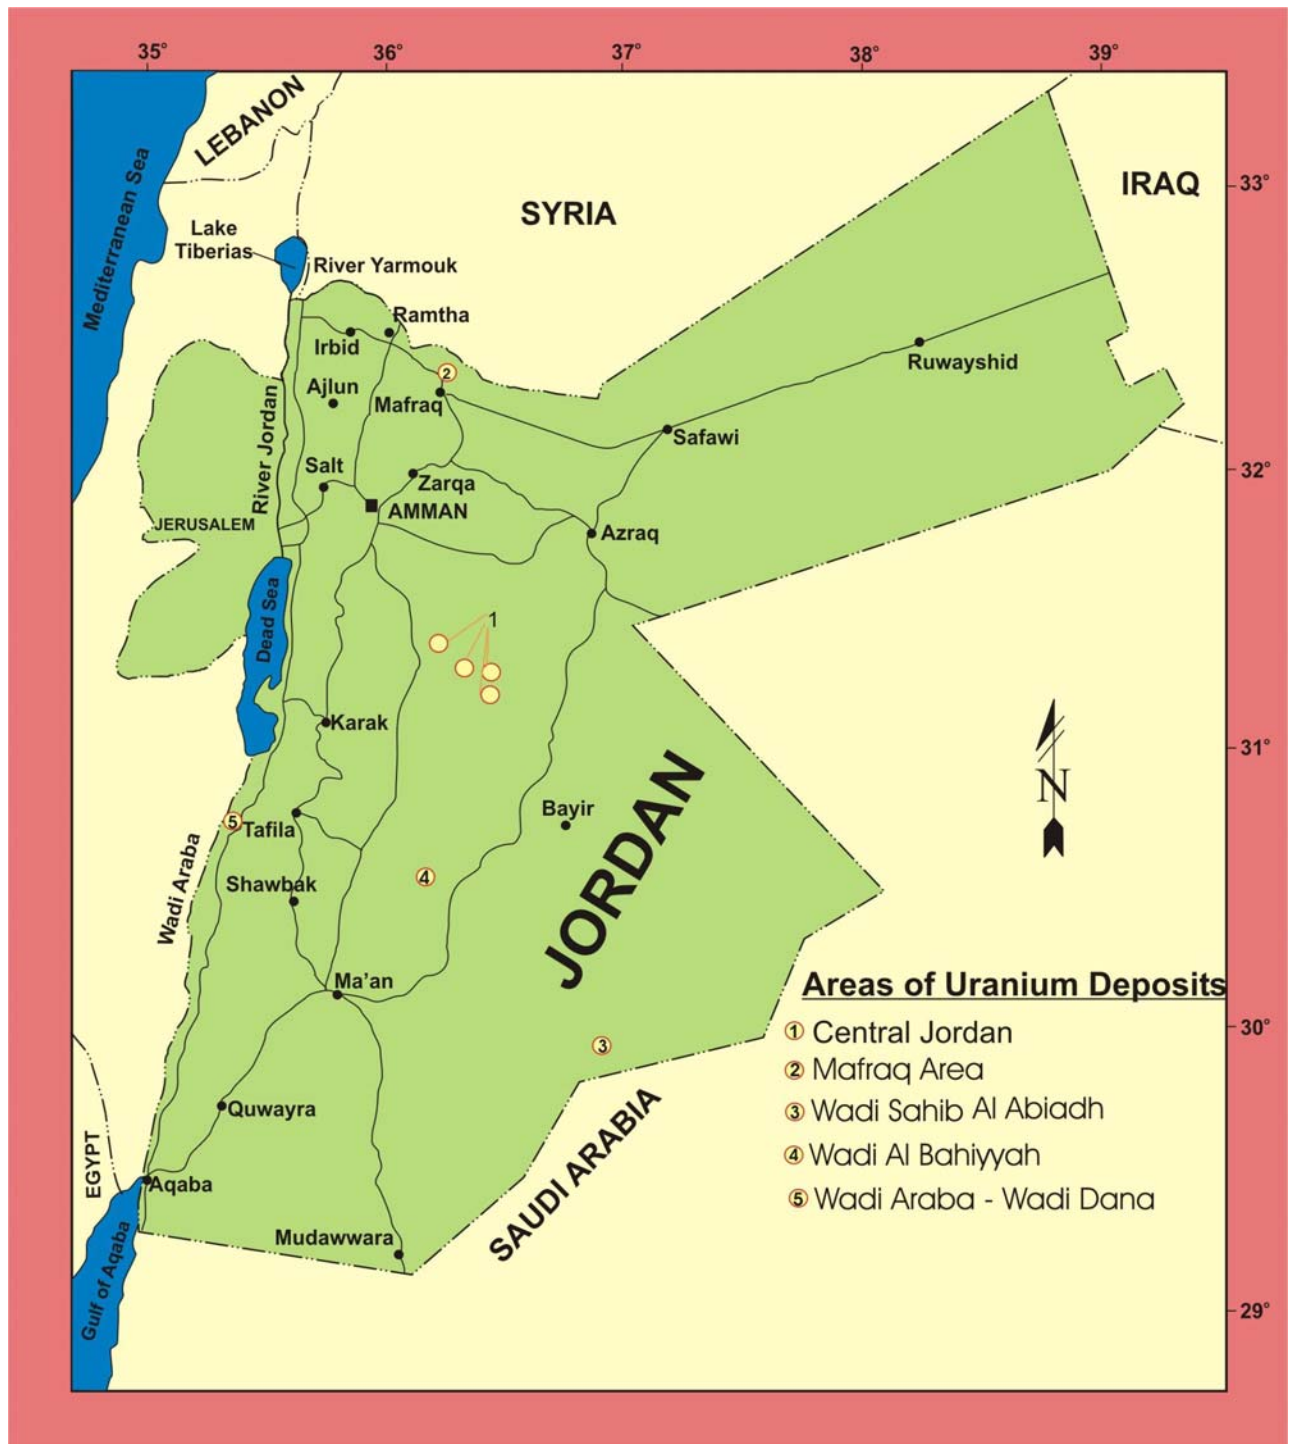 35°
36°
37°
38°
39°
LEBANON
Mediterranean Sea
IRAQ
33°
SYRIA
Lake
Tiberias
River Yarmouk
Ramtha
Irbid
Ruwayshid
2
Ajlun
Mafraq
River Jordan
Safawi
Salt
32°
Zarqa
AMMAN
JERUSALEM
Azraq
Dead Sea
1
Karak
31°
N
JORDAN
Bayir
5
Tafila
4
Shawbak
Wadi Araba
Ma'an
Areas of Uranium Deposits
1 Central Jordan
30°
3
2 Mafraq Area
Quwayra
3 Wadi Sahib Al Abiadh
SAUDI ARABIA
EGYPT
4 Wadi Al Bahiyyah
Aqaba
5 Wadi Araba - Wadi Dana
Mudawwara
Gulf of Aqaba
29°